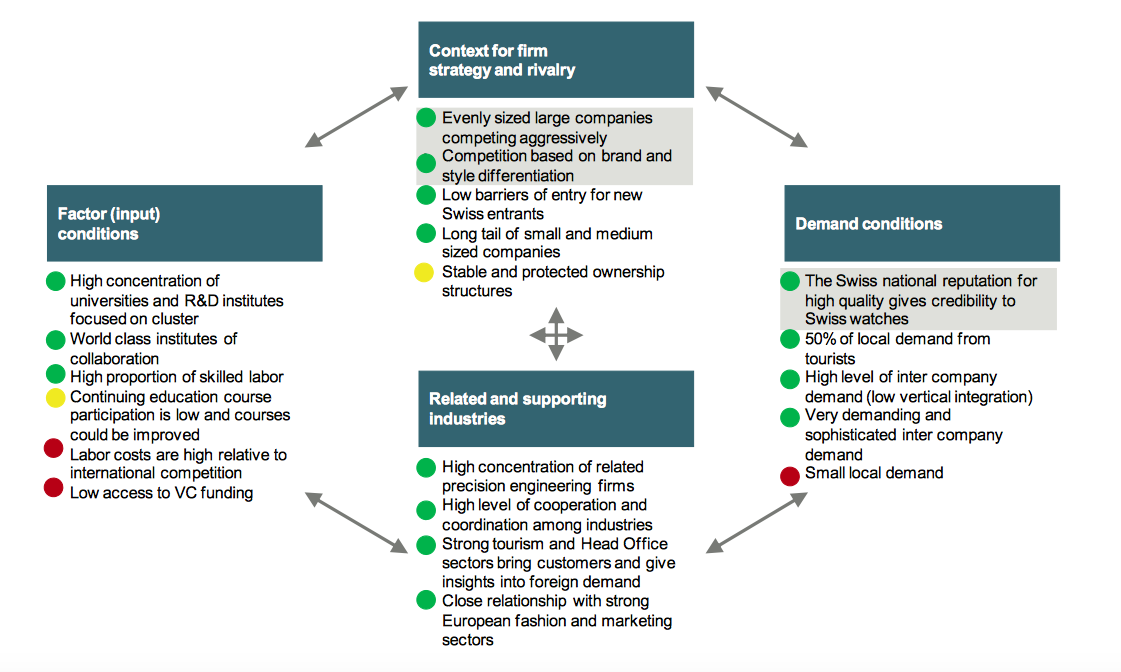 Context for firm
strategy and rivalry
Evenly sized large companies
competing aggressively
Competition based on brand and
style differentiation
Low barriers of entry for new
Swiss entrants
Long tail of small and medium
sized companies
Stable and protected ownership
structures
Factor (input)
conditions
High concentration of
universities and R&D institutes
focused on cluster
World class institutes of
collaboration
High proportion of skilled labor
Continuing education course
participation is low and courses
could be improved
Labor costs are high relative to
international competition
Low access to VC funding
Demand conditions
The Swiss national reputation for
high quality gives credibility to
Swiss watches
50% of local demand from
tourists
High level of inter company
demand (low vertical integration)
Very demanding and
sophisticated inter company
demand
Small local demand
Related and supporting
industries
High concentration of related
precision engineering firms
High level of cooperation and
coordination among industries
Strong tourism and Head Office
sectors bring customers and give
insights into foreign demand
Close relationship with strong
European fashion and marketing
sectors